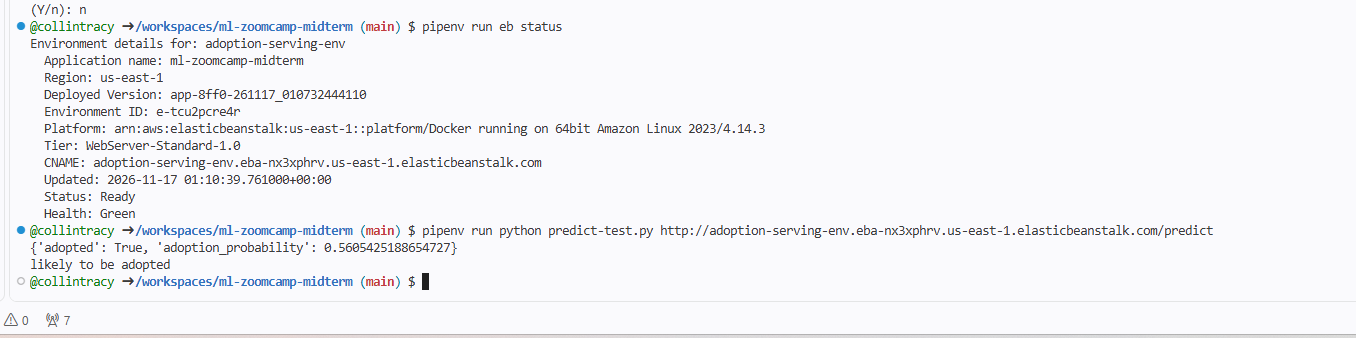 (Y/n): n
@collintracy ➜/workspaces/ml-zoomcamp-midterm (main) $ pipenv run eb status
Environment details for: adoption-serving-env
  Application name: ml-zoomcamp-midterm
  Region: us-east-1
  Deployed Version: app-8ff0-261117_010732444110
  Environment ID: e-tcu2pcre4r
  Platform: arn:aws:elasticbeanstalk:us-east-1::platform/Docker running on 64bit Amazon Linux 2023/4.14.3
  Tier: WebServer-Standard-1.0
  CNAME: adoption-serving-env.eba-nx3xphrv.us-east-1.elasticbeanstalk.com
  Updated: 2026-11-17 01:10:39.761000+00:00
  Status: Ready
  Health: Green
@collintracy ➜/workspaces/ml-zoomcamp-midterm (main) $ pipenv run python predict-test.py http://adoption-serving-env.eba-nx3xphrv.us-east-1.elasticbeanstalk.com/predict
{'adopted': True, 'adoption_probability': 0.5605425188654727}
likely to be adopted
@collintracy ➜/workspaces/ml-zoomcamp-midterm (main) $
0 7